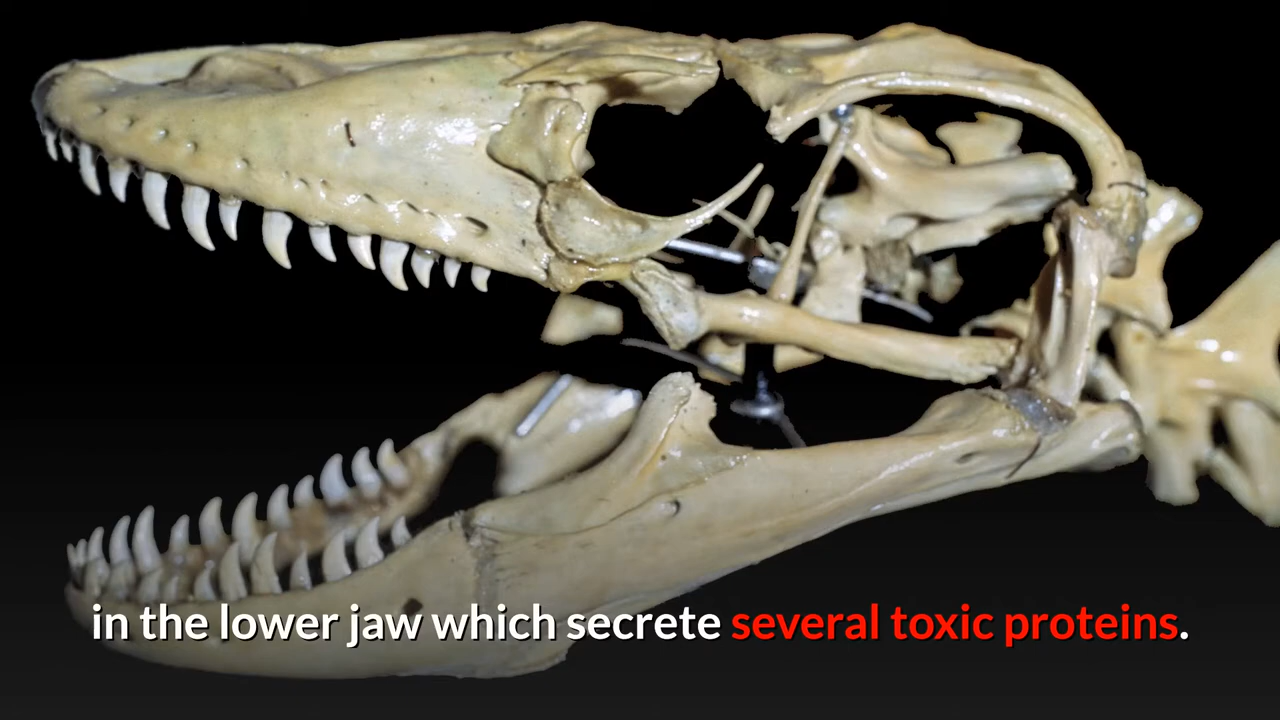 in the lower jaw which secrete several toxic proteins.